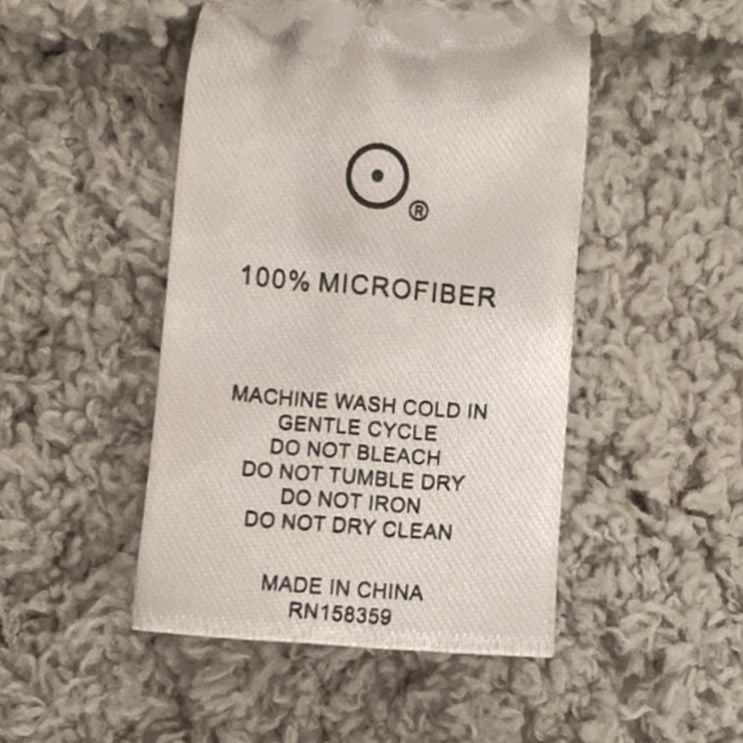 ®
100% MICROFIBER
MACHINE WASH COLD IN
GENTLE CYCLE
DO NOT BLEACH
DO NOT TUMBLE DRY
DO NOT IRON
DO NOT DRY CLEAN
MADE IN CHINA
RN158359